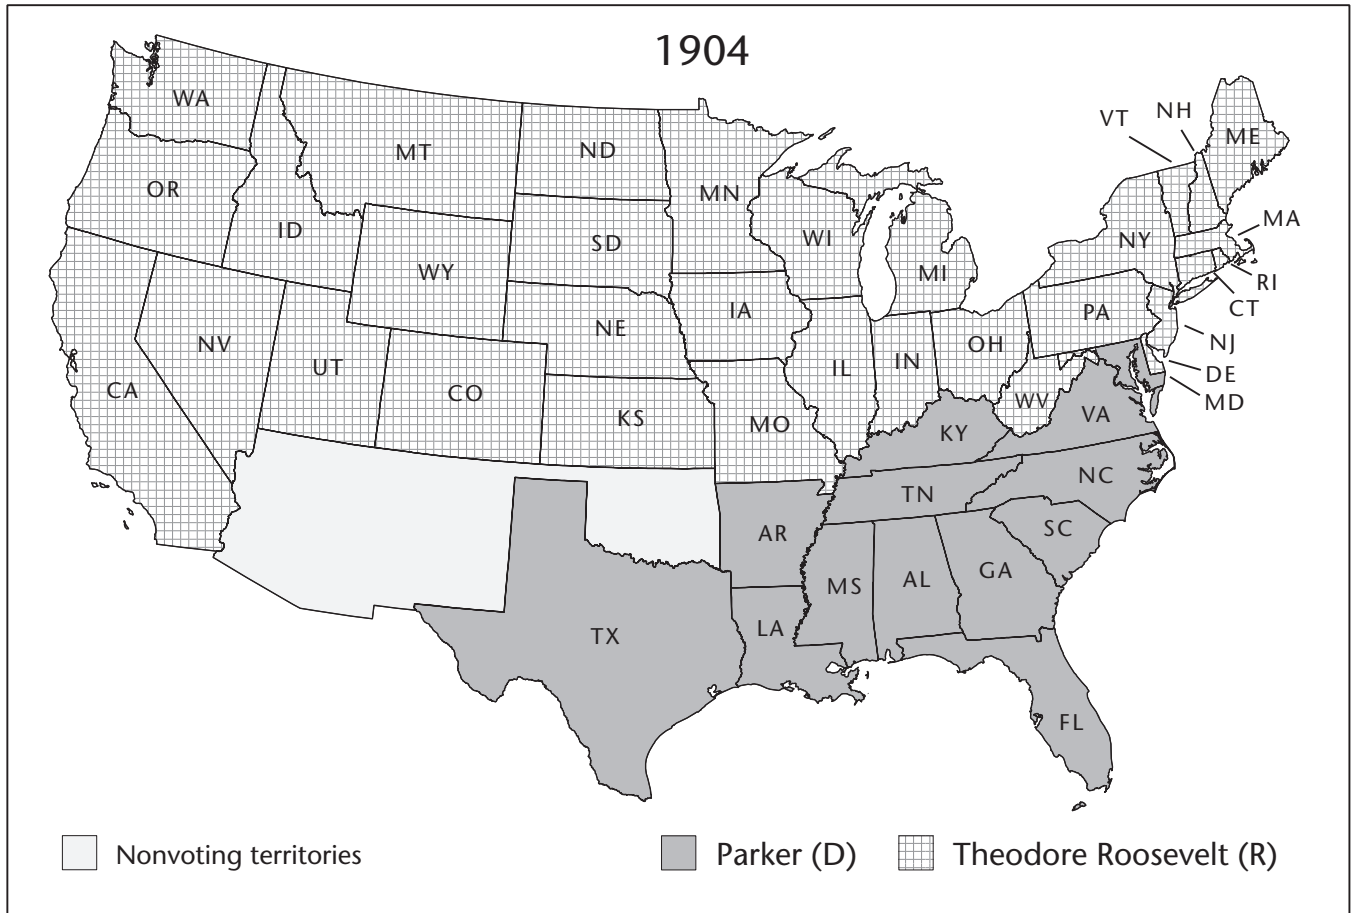 1904
WA
VT
NH
ME
MT
ND
OR
MN
ID
SD
WI
NY
MA
WY
MI
RI
IA
PA
CT
NE
NV
OH
NJ
UT
IL
IN
DE
CA
CO
WV
MD
KS
MO
VA
KY
NC
TN
AR
SC
MS
AL
GA
TX
LA
FL
Nonvoting territories
Parker (D)
Theodore Roosevelt (R)